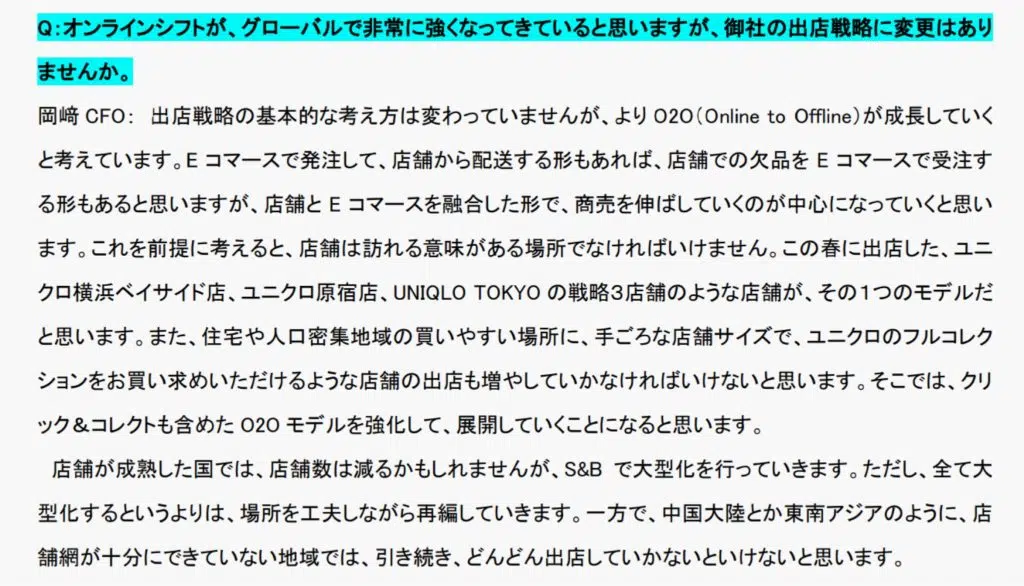 Q：オンラインシフトが、グローバルで非常に強くなってきていると思いますが、御社の出店戦略に変更はあり
ませんか。
岡﨑 CFO： 出店戦略の基本的な考え方は変わっていませんが、より O2O（Online to Offline）が成長していく
と考えています。E コマースで発注して、店舗から配送する形もあれば、店舗での欠品を E コマースで受注す
る形もあると思いますが、店舗と E コマースを融合した形で、商売を伸ばしていくのが中心になっていくと思い
ます。これを前提に考えると、店舗は訪れる意味がある場所でなければいけません。この春に出店した、ユニ
クロ横浜ベイサイド店、ユニクロ原宿店、UNIQLO TOKYO の戦略３店舗のような店舗が、その１つのモデルだ
と思います。また、住宅や人口密集地域の買いやすい場所に、手ごろな店舗サイズで、ユニクロのフルコレク
ションをお買い求めいただけるような店舗の出店も増やしていかなければいけないと思います。そこでは、クリ
ック＆コレクトも含めた O2O モデルを強化して、展開していくことになると思います。
店舗が成熟した国では、店舗数は減るかもしれませんが、S&B で大型化を行っていきます。ただし、全て大
型化するというよりは、場所を工夫しながら再編していきます。一方で、中国大陸とか東南アジアのように、店
舗網が十分にできていない地域では、引き続き、どんどん出店していかないといけないと思います。